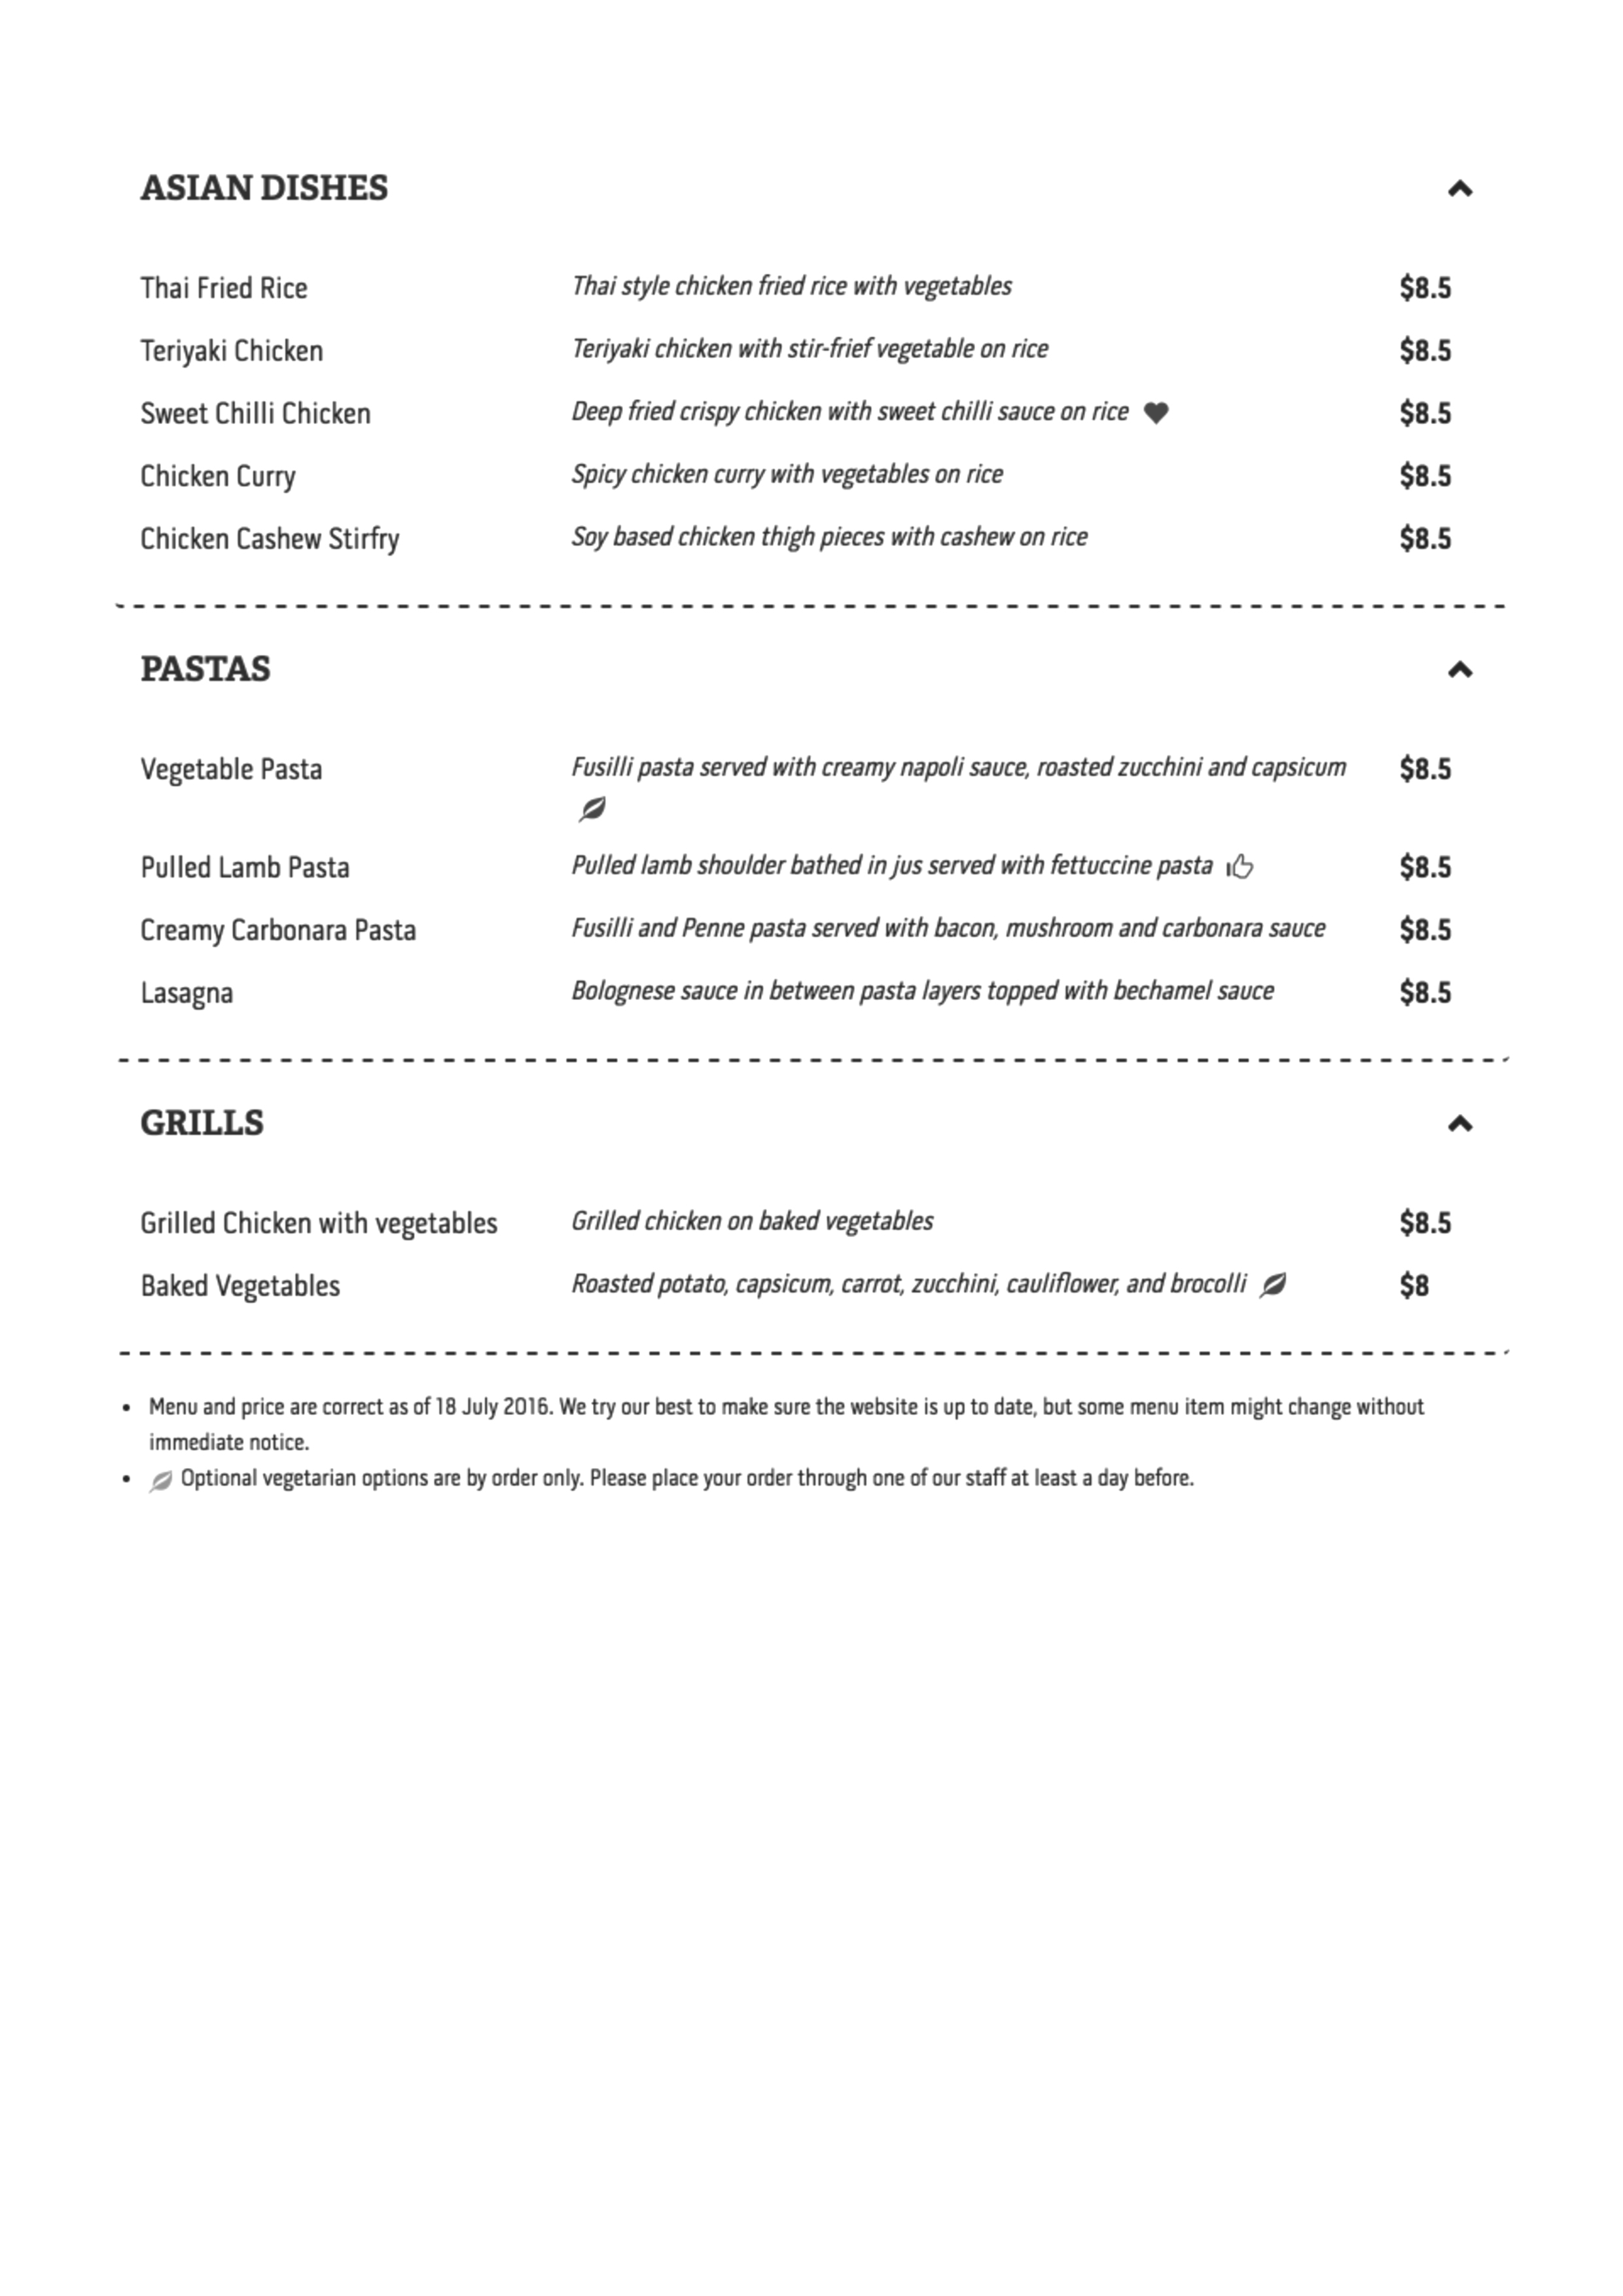 ASIAN DISHES
Thai Fried Rice Thai style chicken fried rice with vegetables $8.5
Teriyaki Chicken Teriyaki chicken with stir-frief vegetable on rice $8.5
Sweet Chilli Chicken Deep fried crispy chicken with sweet chilli sauce on rice $8.5
Chicken Curry Spicy chicken curry with vegetables on rice $8.5
Chicken Cashew Stirfry Soy based chicken thigh pieces with cashew on rice $8.5
PASTAS
Vegetable Pasta Fusilli pasta served with creamy napoli sauce, roasted zucchini and capsicum $8.5
Pulled Lamb Pasta Pulled lamb shoulder bathed in jus served with fettuccine pasta $8.5
Creamy Carbonara Pasta Fusilli and Penne pasta served with bacon, mushroom and carbonara sauce $8.5
Lasagna Bolognese sauce in between pasta layers topped with bechamel sauce $8.5
GRILLS
Grilled Chicken with vegetables Grilled chicken on baked vegetables $8.5
Baked Vegetables Roasted potato, capsicum, carrot, zucchini, cauliflower, and brocolli $8
• Menu and price are correct as of 18 July 2016. We try our best to make sure the website is up to date, but some menu item might change without
immediate notice.
• Optional vegetarian options are by order only. Please place your order through one of our staff at least a day before.